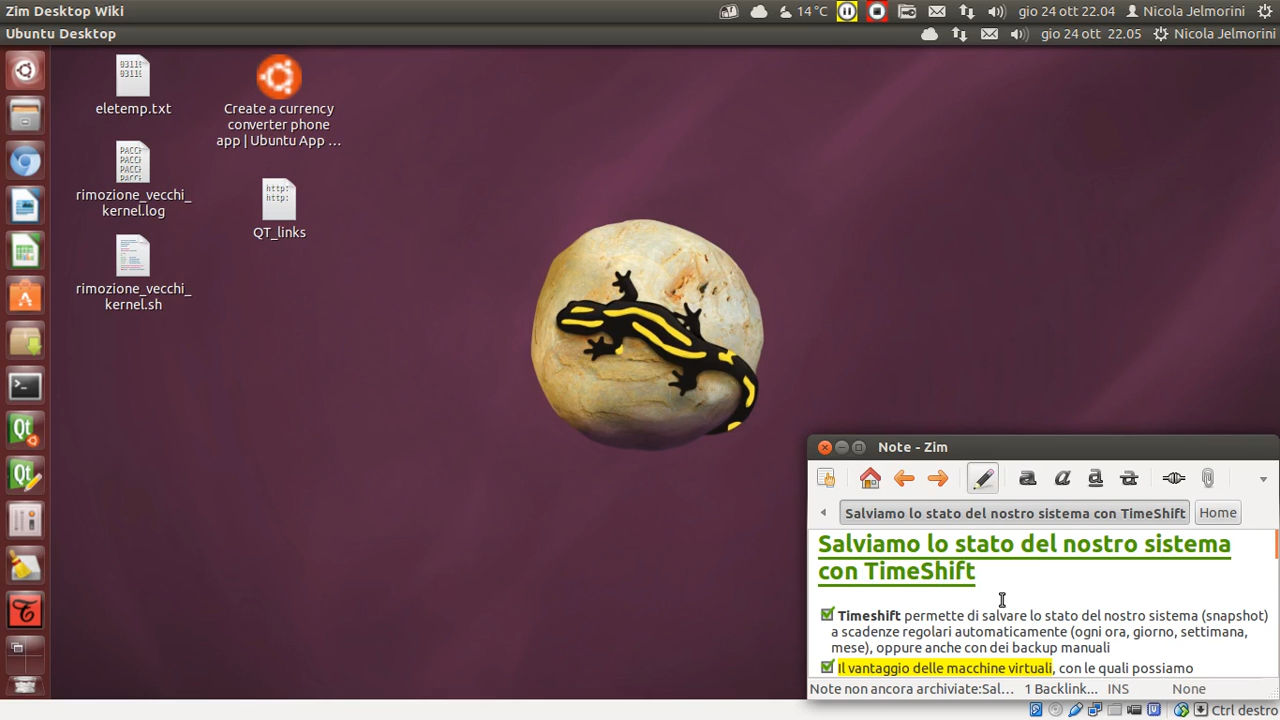 Zim Desktop Wiki
14 °C
gio 24 ott 22.04
Nicola Jelmorini
Ubuntu Desktop
gio 24 ott 22.05
Nicola Jelmorini
eletemp.txt
Create a currency
converter phone
app | Ubuntu App ...
rimozione_vecchi_
kernel.log
QT_links
rimozione_vecchi_
kernel.sh
Note - Zim
Salviamo lo stato del nostro sistema con TimeShift
Home
Salviamo lo stato del nostro sistema
con TimeShift
Timeshift permette di salvare lo stato del nostro sistema (snapshot)
a scadenze regolari automaticamente (ogni ora, giorno, settimana,
mese), oppure anche con dei backup manuali
Il vantaggio delle macchine virtuali, con le quali possiamo
Note non ancora archiviate:Sal...
1 Backlink...
INS
None
Ctrl destro